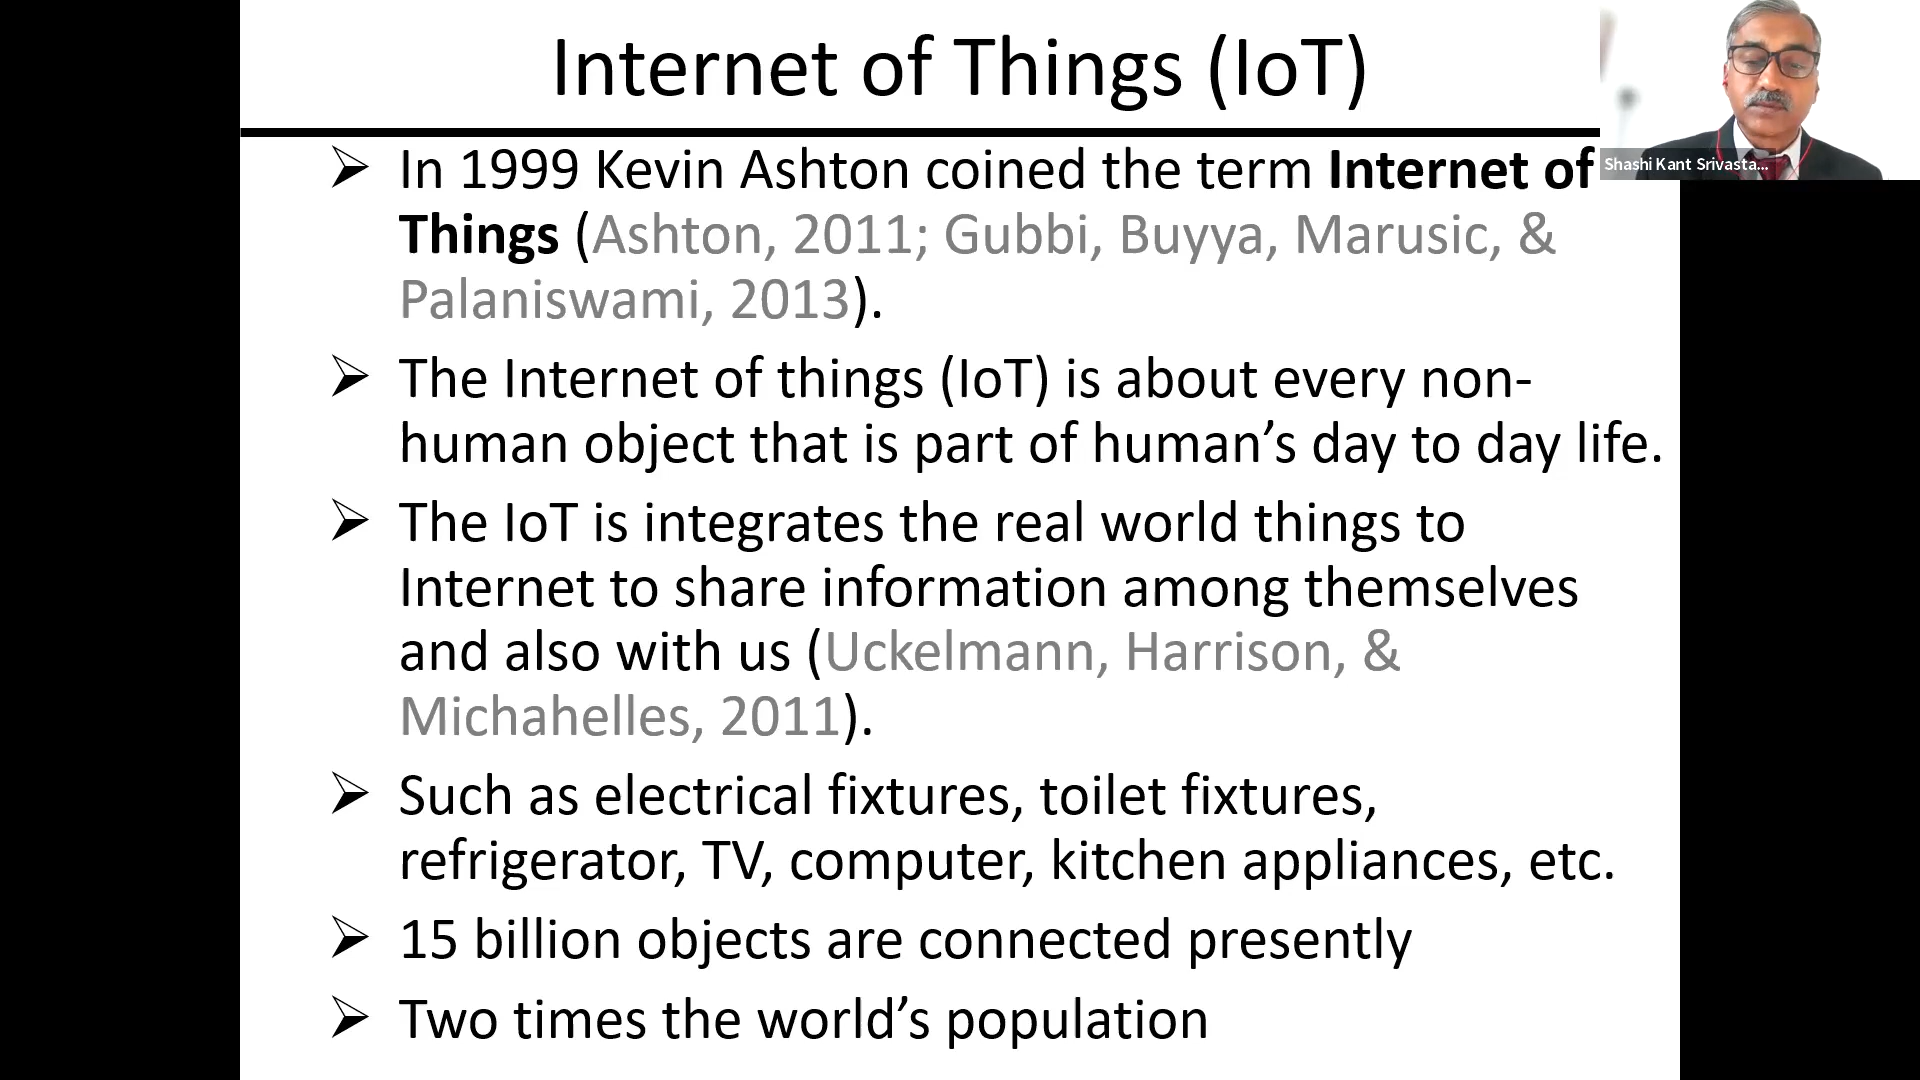 Internet of Things (IoT)
➢ In 1999 Kevin Ashton coined the term Internet of
Things (Ashton, 2011; Gubbi, Buyya, Marusic, &
Palaniswami, 2013).
➢ The Internet of things (IoT) is about every non-
human object that is part of human’s day to day life.
➢ The IoT is integrates the real world things to
Internet to share information among themselves
and also with us (Uckelmann, Harrison, &
Michahelles, 2011).
➢ Such as electrical fixtures, toilet fixtures,
refrigerator, TV, computer, kitchen appliances, etc.
➢ 15 billion objects are connected presently
➢ Two times the world’s population
Shashi Kant Srivasta...